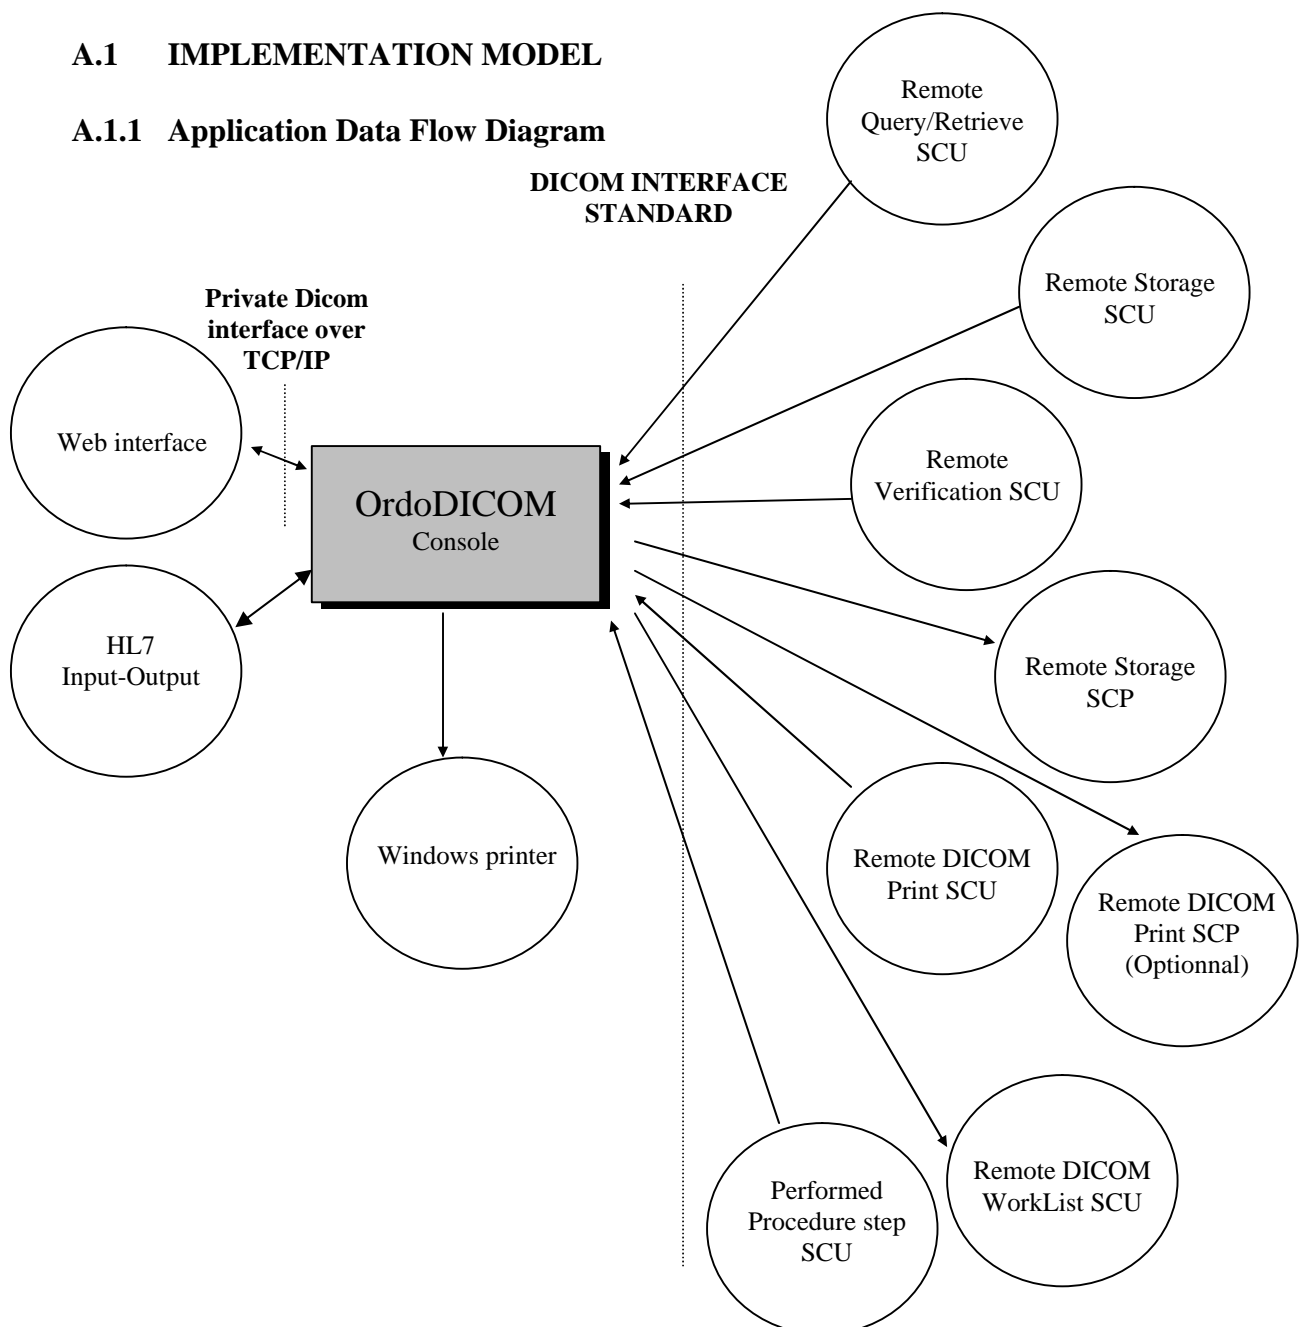 A.1 IMPLEMENTATION MODEL
A.1.1 Application Data Flow Diagram
DICOM INTERFACE
STANDARD
Remote
Query/Retrieve
SCU
Remote Storage
SCU
Private Dicom
interface over
TCP/IP
Web interface
OrdoDICOM
Console
Remote
Verification SCU
HL7
Input-Output
Remote Storage
SCP
Windows printer
Remote DICOM
Print SCU
Remote DICOM
Print SCP
(Optionnal)
Performed
Procedure step
SCU
Remote DICOM
WorkList SCU